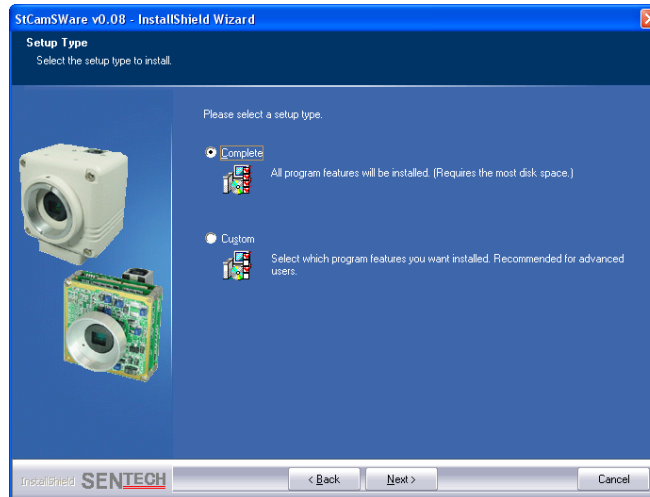 StCamSWare v0.08 - InstallShield Wizard
Setup Type
Select the setup type to install.
Please select a setup type.
Complete
All program features will be installed. (Requires the most disk space.)
Custom
Select which program features you want installed. Recommended for advanced
users.
InstallShield SENTECH
< Back
Next >
Cancel